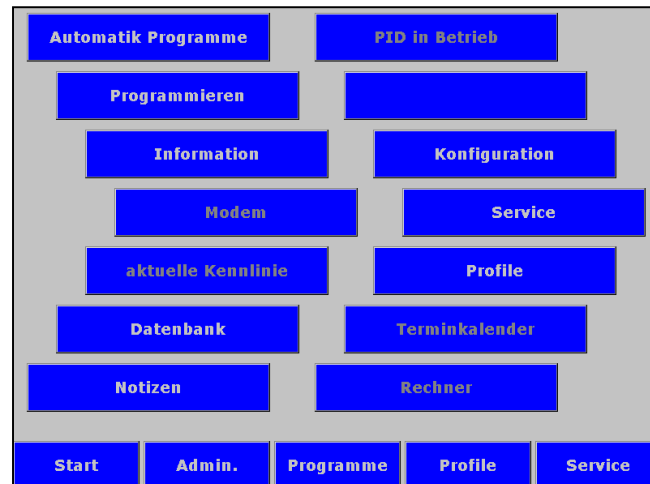 Automatik Programme
PID in Betrieb
Programmieren
Information
Konfiguration
Modem
Service
aktuelle Kennlinie
Profile
Datenbank
Terminkalender
Notizen
Rechner
Start
Admin.
Programme
Profile
Service